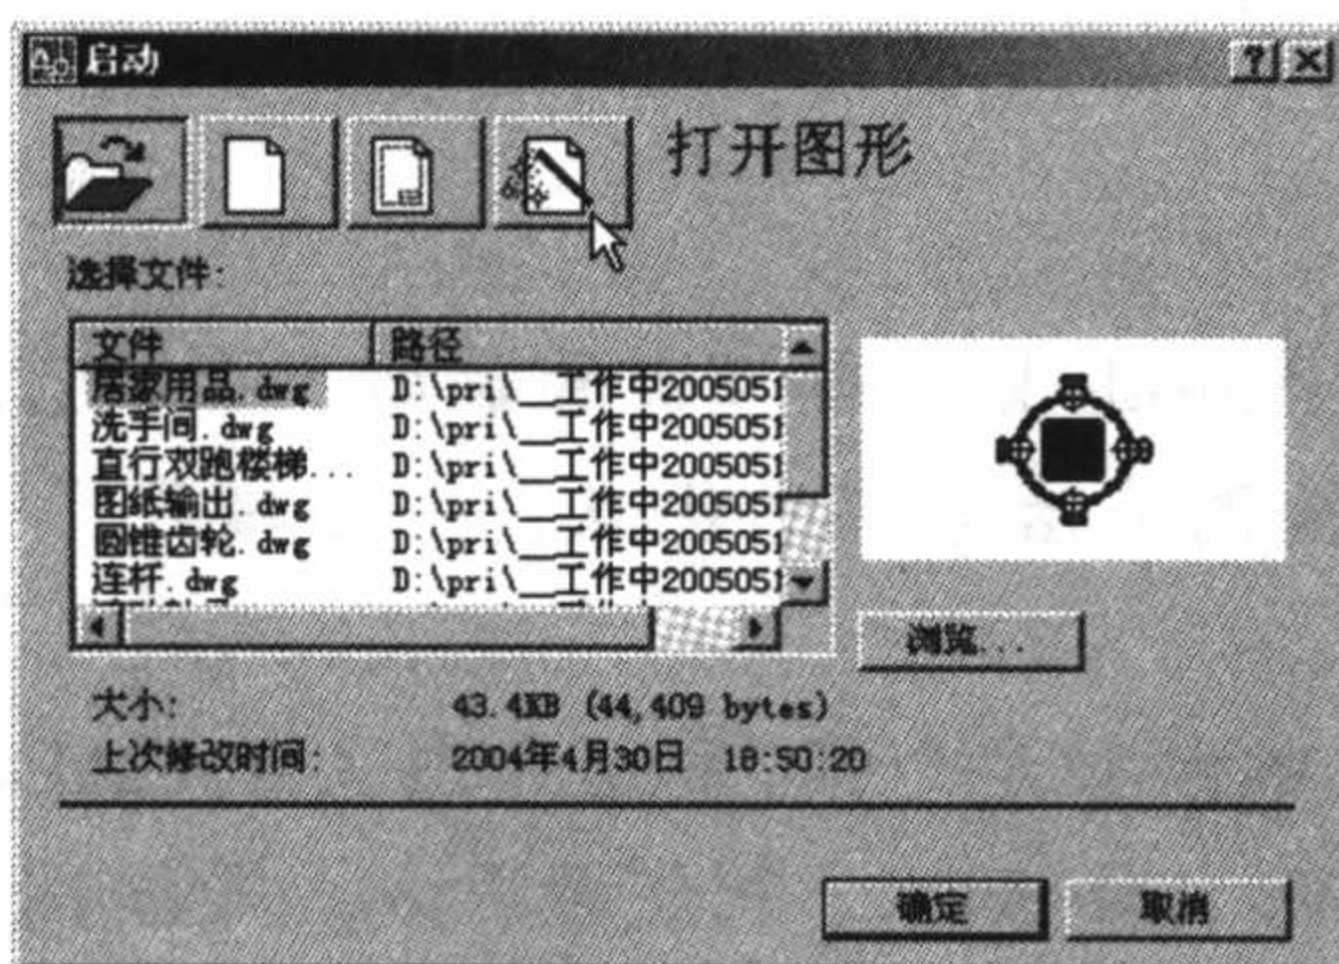 启动
打开图形
选择文件:
文件 路径
居家用品.dwg D:\pri\__工作中2005051
洗手间.dwg D:\pri\__工作中2005051
直行双跑楼梯... D:\pri\__工作中2005051
图纸输出.dwg D:\pri\__工作中2005051
圆锥齿轮.dwg D:\pri\__工作中2005051
连杆.dwg D:\pri\__工作中2005051
浏览...
大小: 43.4KB (44,409 bytes)
上次修改时间: 2004年4月30日 18:50:20
确定 取消